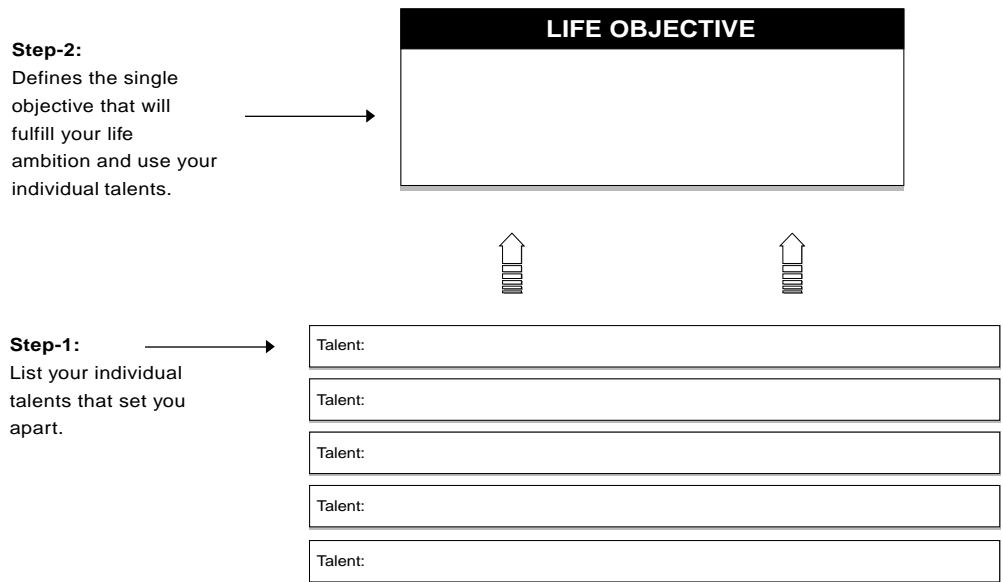 LIFE OBJECTIVE
Step-2:
Defines the single
objective that will
fulfill your life
ambition and use your
individual talents.
Step-1:
List your individual
talents that set you
apart.
Talent:
Talent:
Talent:
Talent:
Talent: